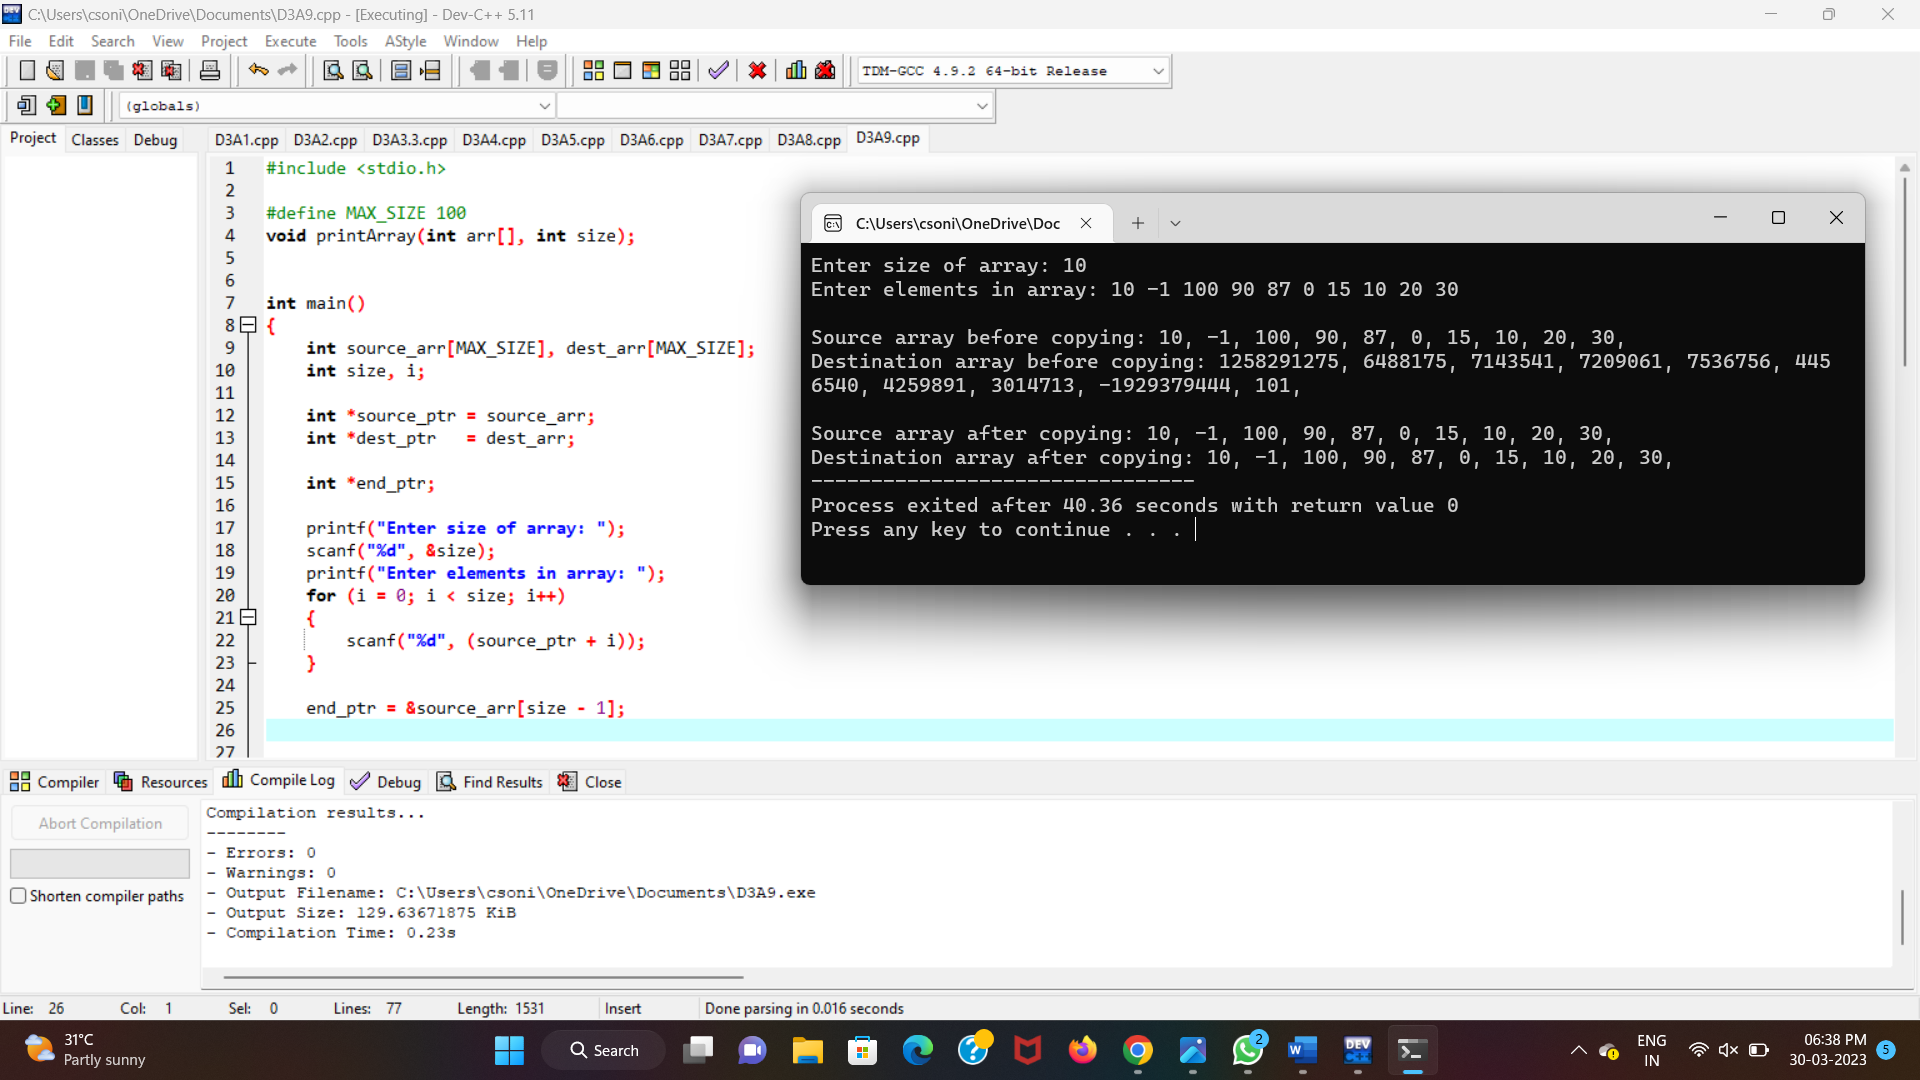 C:\Users\csoni\OneDrive\Documents\D3A9.cpp - [Executing] - Dev-C++ 5.11
File Edit Search View Project Execute Tools AStyle Window Help
TDM-GCC 4.9.2 64-bit Release
(globals)
Project Classes Debug D3A1.cpp D3A2.cpp D3A3.3.cpp D3A4.cpp D3A5.cpp D3A6.cpp D3A7.cpp D3A8.cpp D3A9.cpp
1 #include <stdio.h>
2
3 #define MAX_SIZE 100
4 void printArray(int arr[], int size);
5
6
7 int main()
8 {
9 int source_arr[MAX_SIZE], dest_arr[MAX_SIZE];
10 int size, i;
11
12 int *source_ptr = source_arr;
13 int *dest_ptr   = dest_arr;
14
15 int *end_ptr;
16
17 printf("Enter size of array: ");
18 scanf("%d", &size);
19 printf("Enter elements in array: ");
20 for (i = 0; i < size; i++)
21 {
22 scanf("%d", (source_ptr + i));
23 }
24
25 end_ptr = &source_arr[size - 1];
26
27
C:\Users\csoni\OneDrive\Doc
Enter size of array: 10
Enter elements in array: 10 -1 100 90 87 0 15 10 20 30
Source array before copying: 10, -1, 100, 90, 87, 0, 15, 10, 20, 30,
Destination array before copying: 1258291275, 6488175, 7143541, 7209061, 7536756, 445
6540, 4259891, 3014713, -1929379444, 101,
Source array after copying: 10, -1, 100, 90, 87, 0, 15, 10, 20, 30,
Destination array after copying: 10, -1, 100, 90, 87, 0, 15, 10, 20, 30,
--------------------------------
Process exited after 40.36 seconds with return value 0
Press any key to continue . . .
Compiler Resources Compile Log Debug Find Results Close
Abort Compilation
Shorten compiler paths
Compilation results...
--------
- Errors: 0
- Warnings: 0
- Output Filename: C:\Users\csoni\OneDrive\Documents\D3A9.exe
- Output Size: 129.63671875 KiB
- Compilation Time: 0.23s
Line: 26 Col: 1 Sel: 0 Lines: 77 Length: 1531 Insert Done parsing in 0.016 seconds
31°C
Partly sunny
Search
2
DEV
C++
ENG
IN
06:38 PM
30-03-2023
5